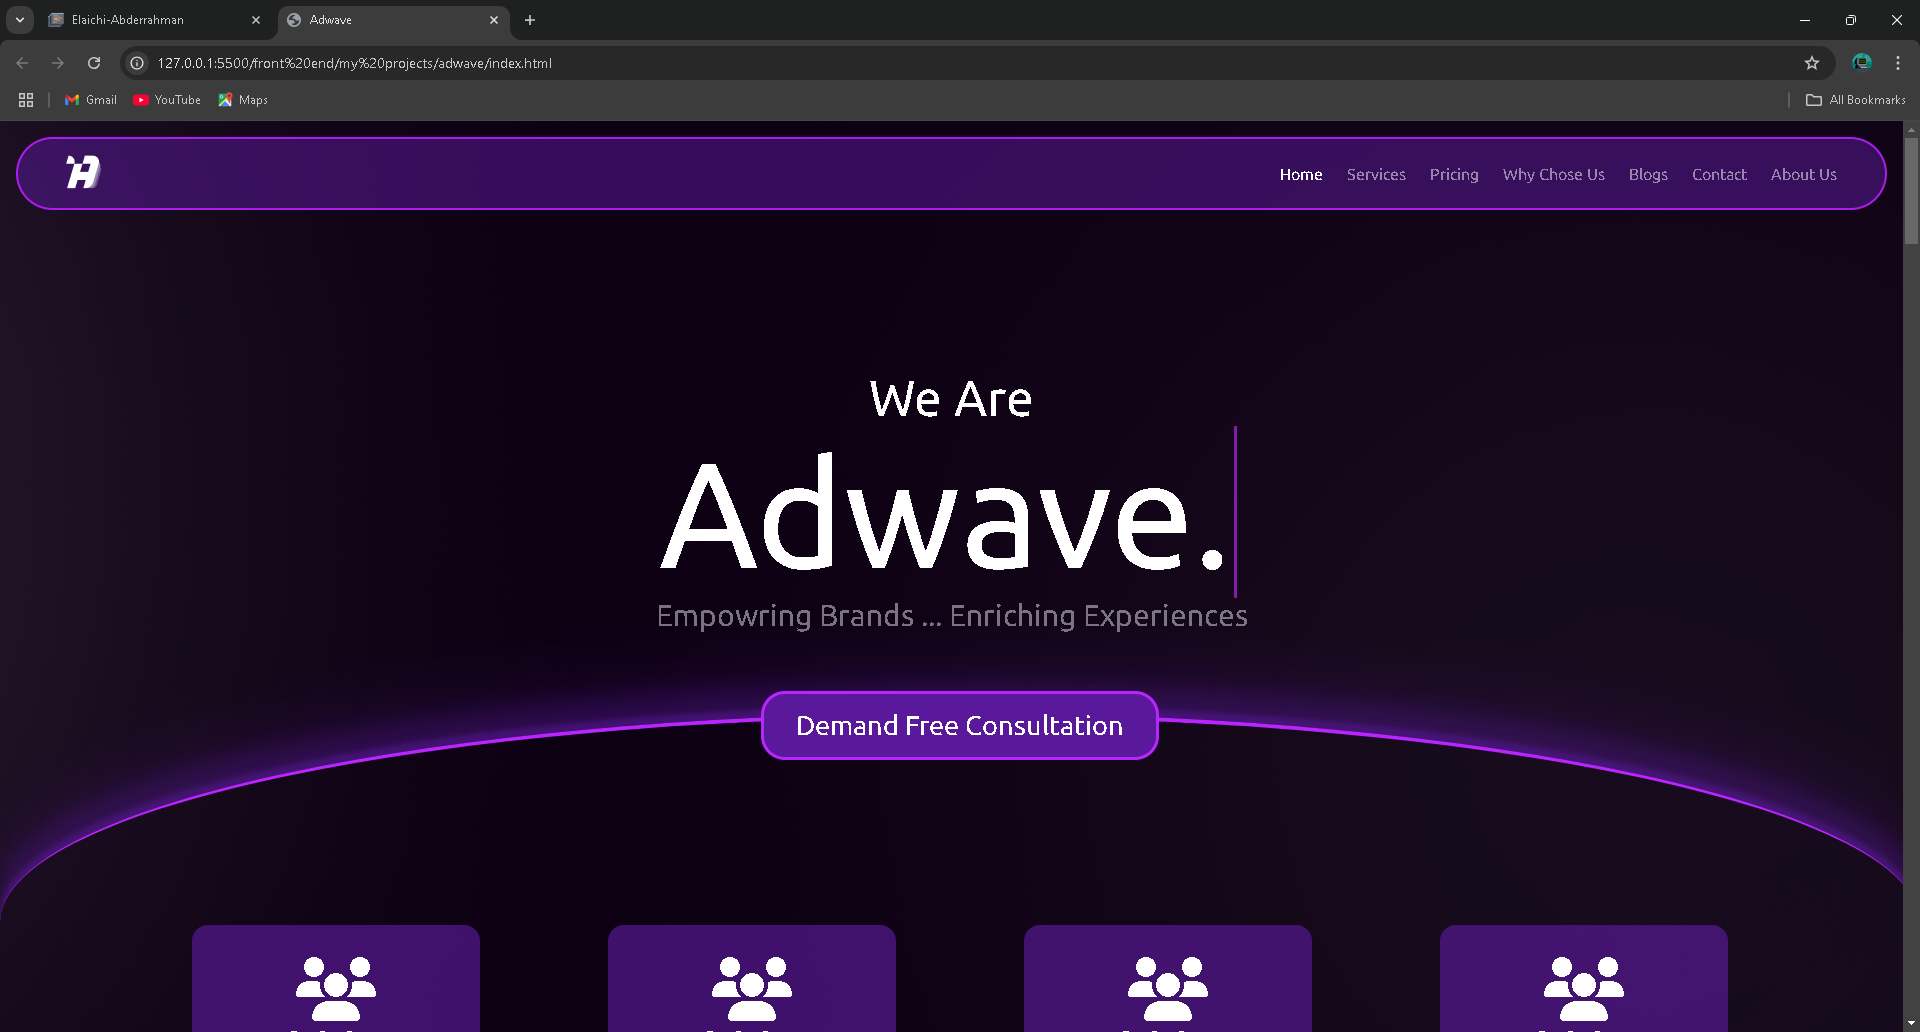 Elaichi-Abderrahman
Adwave
127.0.0.1:5500/front%20end/my%20projects/adwave/index.html
Gmail
YouTube
Maps
All Bookmarks
Home
Services
Pricing
Why Chose Us
Blogs
Contact
About Us
We Are
Adwave.
Empowring Brands ... Enriching Experiences
Demand Free Consultation